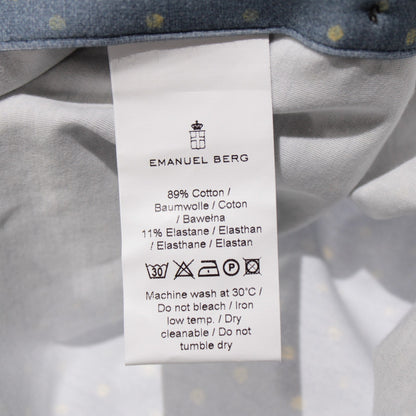 EMANUEL BERG
89% Cotton /
Baumwolle / Coton
/ Bawełna
11% Elastane / Elasthan
/ Elasthane / Elastan
30 P
Machine wash at 30°C /
Do not bleach / Iron
low temp. / Dry
cleanable / Do not
tumble dry